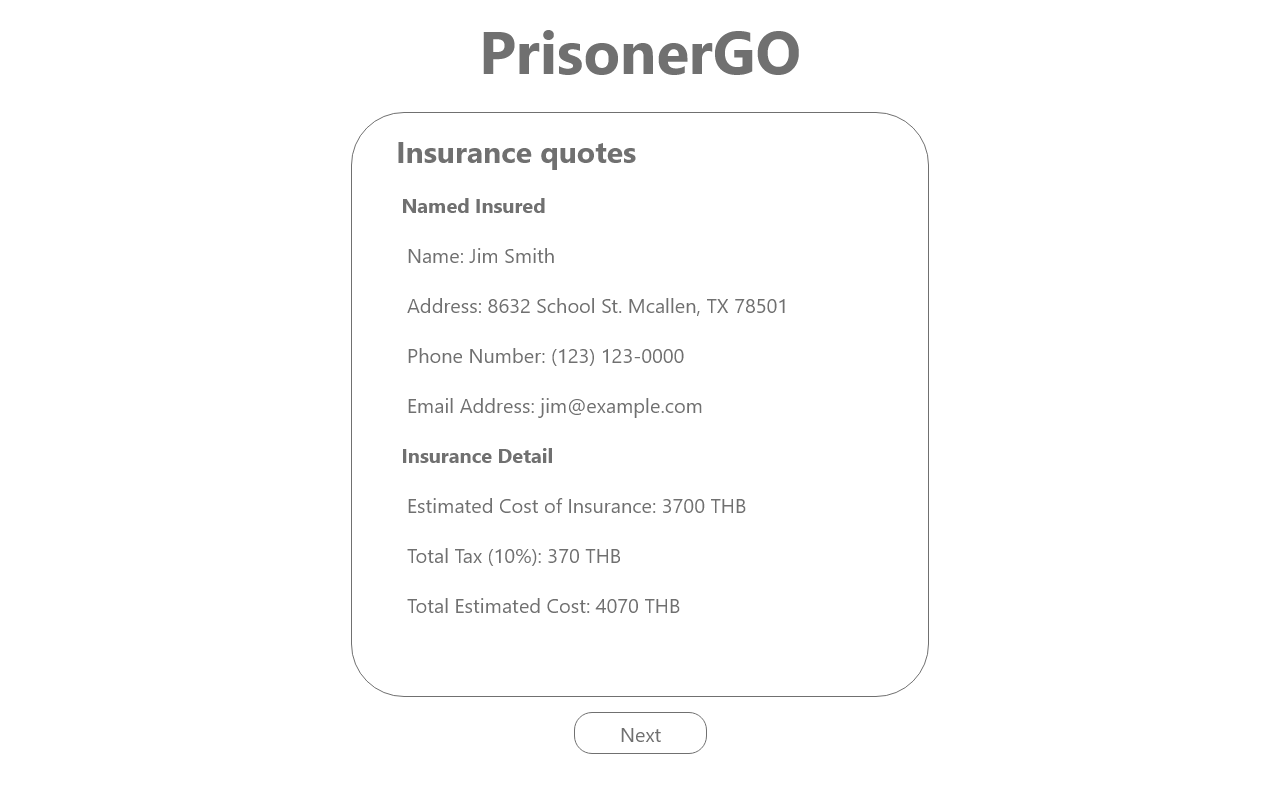 PrisonerGO
Insurance quotes
Named Insured
Name: Jim Smith
Address: 8632 School St. Mcallen, TX 78501
Phone Number: (123) 123-0000
Email Address: jim@example.com
Insurance Detail
Estimated Cost of Insurance: 3700 THB
Total Tax (10%): 370 THB
Total Estimated Cost: 4070 THB
Next